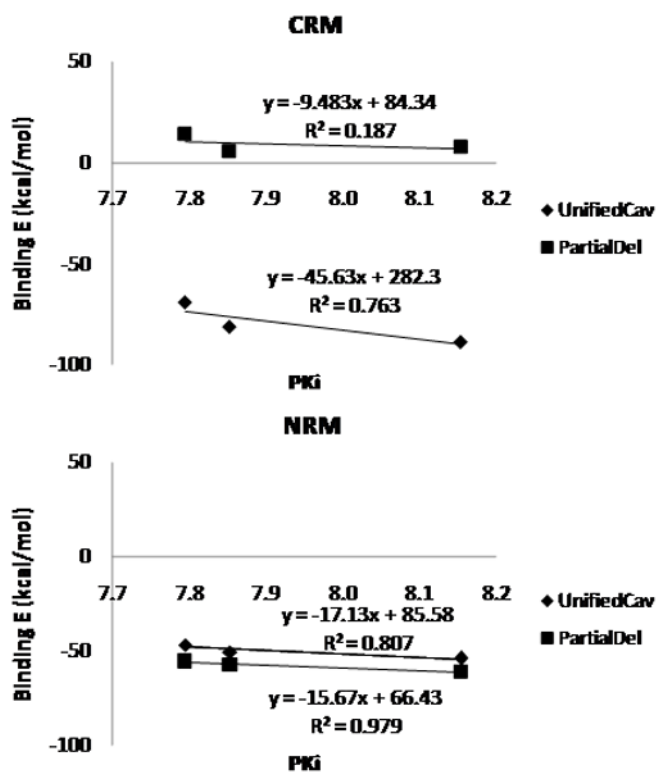 CRM
50
y = -9.483x + 84.34
R² = 0.187
0
7.7 7.8 7.9 8.0 8.1 8.2
Binding E (kcal/mol)
UnifiedCav
PartialDel
-50
y = -45.63x + 282.3
R² = 0.763
-100
PKi
NRM
50
0
7.7 7.8 7.9 8.0 8.1 8.2
Binding E (kcal/mol)
UnifiedCav
PartialDel
y = -17.13x + 85.58
R² = 0.807
-50
y = -15.67x + 66.43
R² = 0.979
-100
PKi